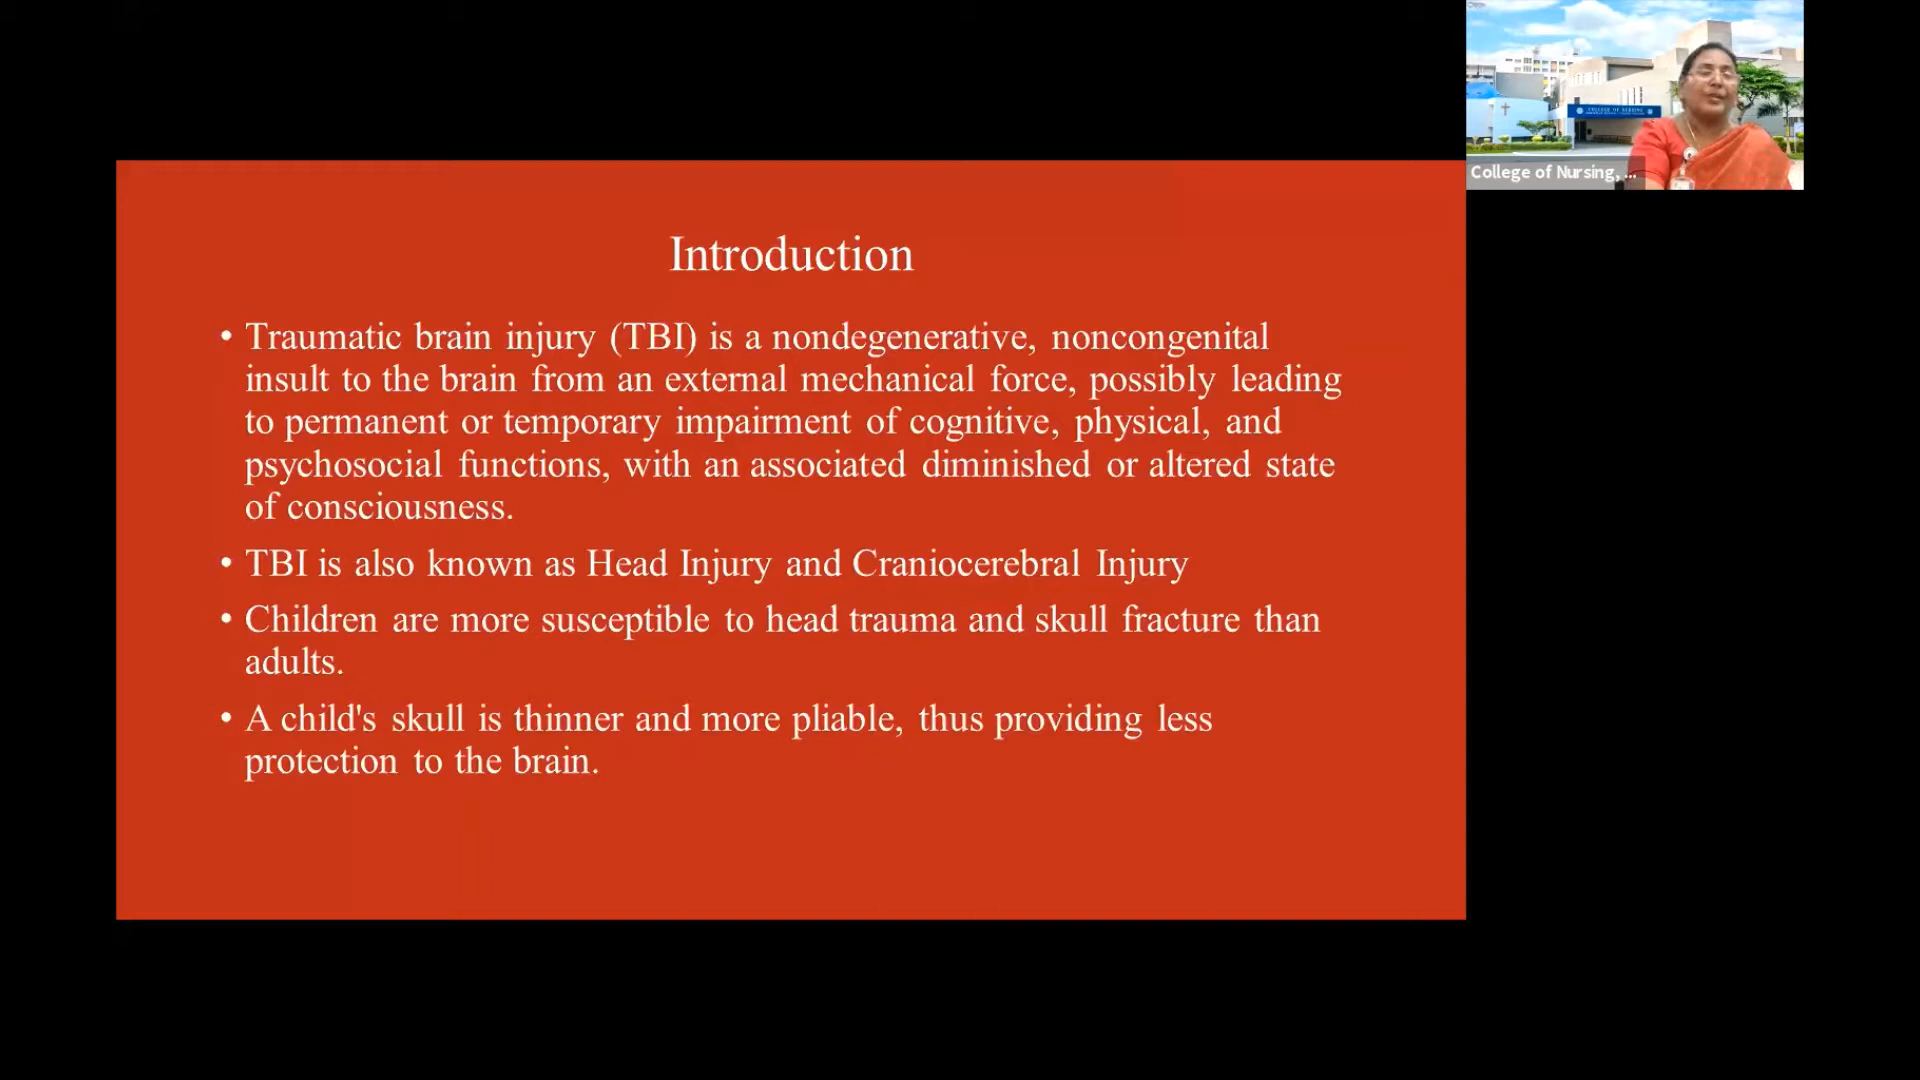 College of Nursing, ...
COLLEGE OF NURSING
Introduction
• Traumatic brain injury (TBI) is a nondegenerative, noncongenital
insult to the brain from an external mechanical force, possibly leading
to permanent or temporary impairment of cognitive, physical, and
psychosocial functions, with an associated diminished or altered state
of consciousness.
• TBI is also known as Head Injury and Craniocerebral Injury
• Children are more susceptible to head trauma and skull fracture than
adults.
• A child's skull is thinner and more pliable, thus providing less
protection to the brain.